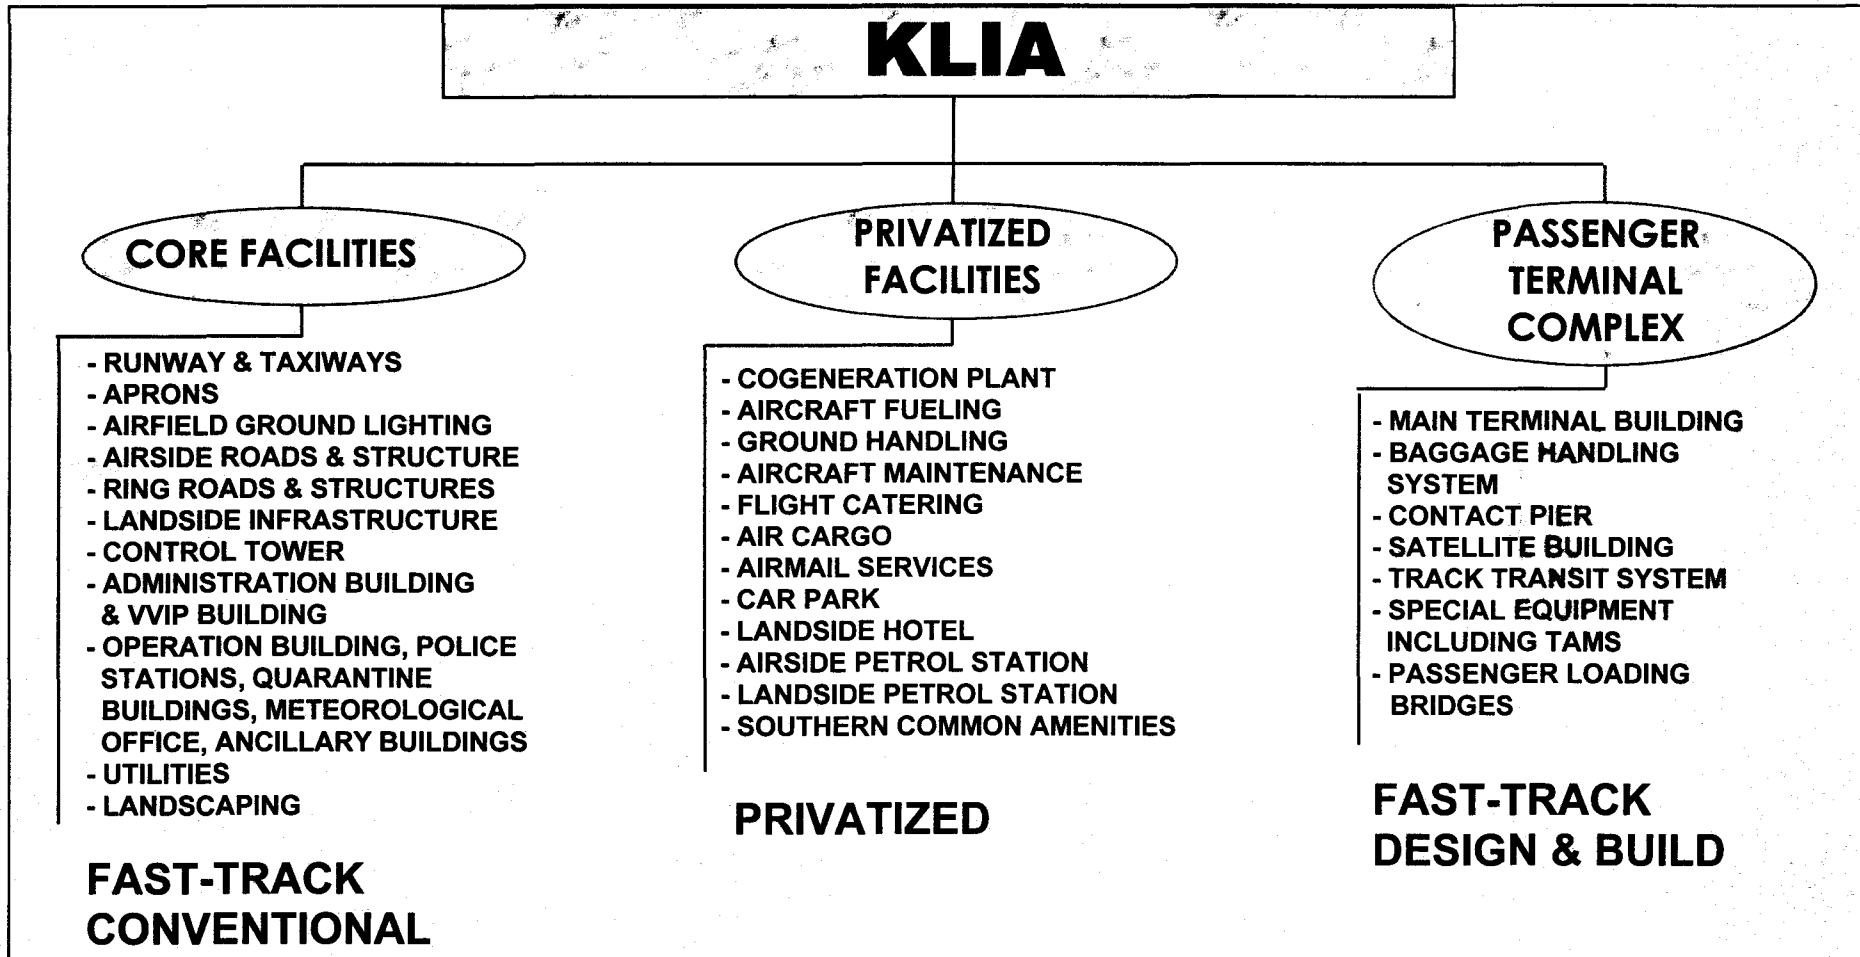 KLIA
CORE FACILITIES
- RUNWAY & TAXIWAYS
- APRONS
- AIRFIELD GROUND LIGHTING
- AIRSIDE ROADS & STRUCTURE
- RING ROADS & STRUCTURES
- LANDSIDE INFRASTRUCTURE
- CONTROL TOWER
- ADMINISTRATION BUILDING
& VVIP BUILDING
- OPERATION BUILDING, POLICE
STATIONS, QUARANTINE
BUILDINGS, METEOROLOGICAL
OFFICE, ANCILLARY BUILDINGS
- UTILITIES
- LANDSCAPING
FAST-TRACK
CONVENTIONAL
PRIVATIZED
FACILITIES
- COGENERATION PLANT
- AIRCRAFT FUELING
- GROUND HANDLING
- AIRCRAFT MAINTENANCE
- FLIGHT CATERING
- AIR CARGO
- AIRMAIL SERVICES
- CAR PARK
- LANDSIDE HOTEL
- AIRSIDE PETROL STATION
- LANDSIDE PETROL STATION
- SOUTHERN COMMON AMENITIES
PRIVATIZED
PASSENGER
TERMINAL
COMPLEX
- MAIN TERMINAL BUILDING
- BAGGAGE HANDLING
SYSTEM
- CONTACT PIER
- SATELLITE BUILDING
- TRACK TRANSIT SYSTEM
- SPECIAL EQUIPMENT
INCLUDING TAMS
- PASSENGER LOADING
BRIDGES
FAST-TRACK
DESIGN & BUILD